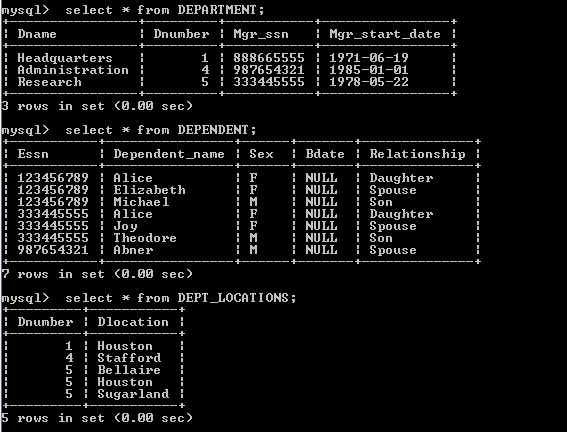 mysql>  select * from DEPARTMENT;
+----------------+---------+-----------+----------------+
| Dname          | Dnumber | Mgr_ssn   | Mgr_start_date |
+----------------+---------+-----------+----------------+
| Headquarters   |       1 | 888665555 | 1971-06-19     |
| Administration |       4 | 987654321 | 1985-01-01     |
| Research       |       5 | 333445555 | 1978-05-22     |
+----------------+---------+-----------+----------------+
3 rows in set (0.00 sec)
mysql>  select * from DEPENDENT;
+-----------+----------------+-----+-------+--------------+
| Essn      | Dependent_name | Sex | Bdate | Relationship |
+-----------+----------------+-----+-------+--------------+
| 123456789 | Alice          | F   | NULL  | Daughter     |
| 123456789 | Elizabeth      | F   | NULL  | Spouse       |
| 123456789 | Michael        | M   | NULL  | Son          |
| 333445555 | Alice          | F   | NULL  | Daughter     |
| 333445555 | Joy            | F   | NULL  | Spouse       |
| 333445555 | Theodore       | M   | NULL  | Son          |
| 987654321 | Abner          | M   | NULL  | Spouse       |
+-----------+----------------+-----+-------+--------------+
7 rows in set (0.00 sec)
mysql>  select * from DEPT_LOCATIONS;
+---------+-----------+
| Dnumber | Dlocation |
+---------+-----------+
|       1 | Houston   |
|       4 | Stafford  |
|       5 | Bellaire  |
|       5 | Houston   |
|       5 | Sugarland |
+---------+-----------+
5 rows in set (0.00 sec)